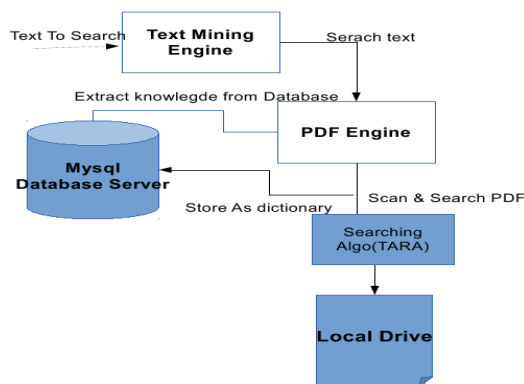 Text To Search
Text Mining
Engine
Serach text
Extract knowlegde from Database
PDF Engine
Mysql
Database Server
Store As dictionary
Scan & Search PDF
Searching
Algo(TARA)
Local Drive